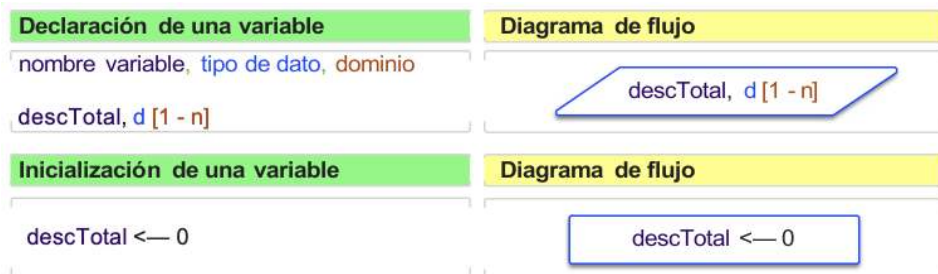 Declaración de una variable
Diagrama de flujo
nombre variable, tipo de dato, dominio
descTotal, d [1 - n]
descTotal, d [1 - n]
Inicialización de una variable
Diagrama de flujo
descTotal <— 0
descTotal <— 0